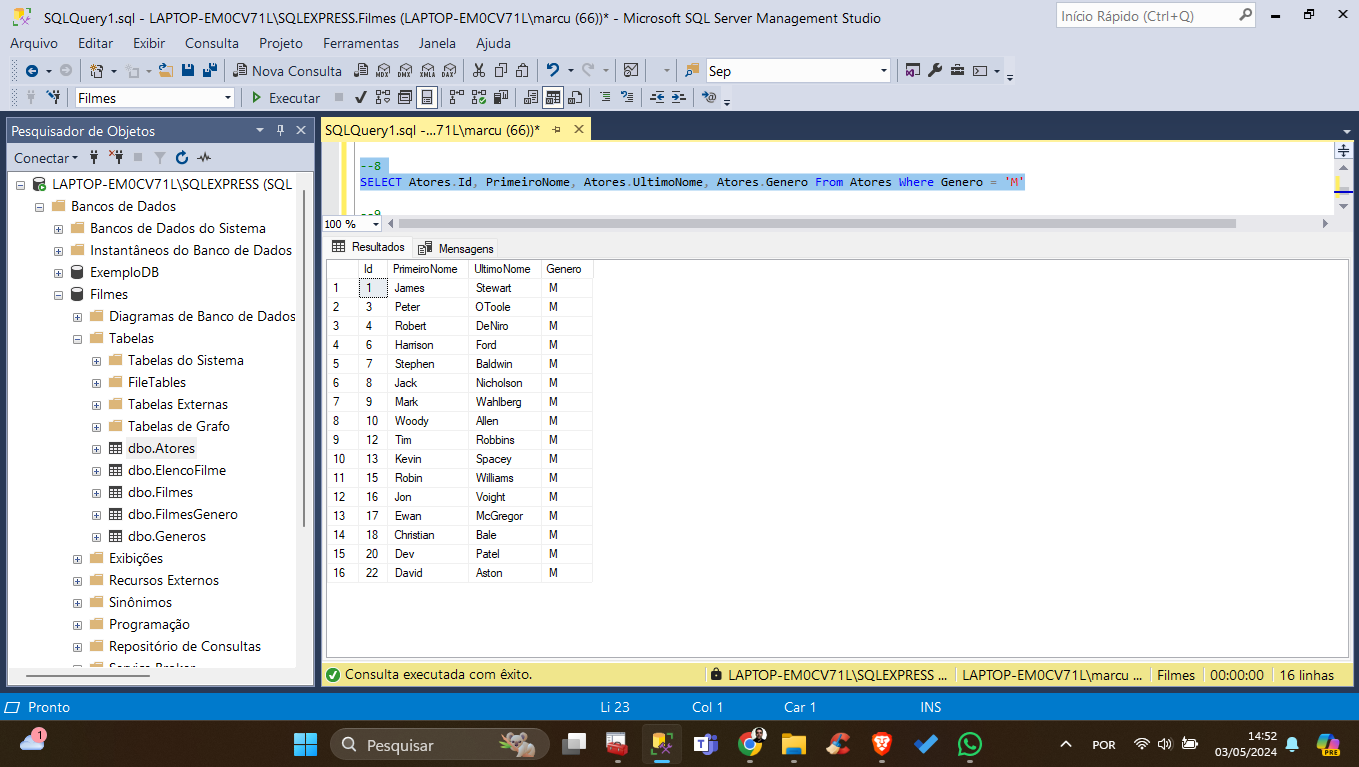 SQLQuery1.sql - LAPTOP-EM0CV71L\SQLEXPRESS.Filmes (LAPTOP-EM0CV71L\marcu (66))* - Microsoft SQL Server Management Studio
Início Rápido (Ctrl+Q)
Arquivo Editar Exibir Consulta Projeto Ferramentas Janela Ajuda
Nova Consulta MDX DMX XMLA DAX Sep
Filmes Executar
Pesquisador de Objetos
SQLQuery1.sql -...71L\marcu (66))*
Conectar
LAPTOP-EM0CV71L\SQLEXPRESS (SQL
Bancos de Dados
Bancos de Dados do Sistema
Instantâneos do Banco de Dados
ExemploDB
Filmes
Diagramas de Banco de Dados
Tabelas
Tabelas do Sistema
FileTables
Tabelas Externas
Tabelas de Grafo
dbo.Atores
dbo.ElencoFilme
dbo.Filmes
dbo.FilmesGenero
dbo.Generos
Exibições
Recursos Externos
Sinônimos
Programação
Repositório de Consultas
Service Broker
--8
SELECT Atores.Id, PrimeiroNome, Atores.UltimoNome, Atores.Genero From Atores Where Genero = 'M'
--9
100 %
Resultados Mensagens
Id PrimeiroNome UltimoNome Genero
1 1 James Stewart M
2 3 Peter OToole M
3 4 Robert DeNiro M
4 6 Harrison Ford M
5 7 Stephen Baldwin M
6 8 Jack Nicholson M
7 9 Mark Wahlberg M
8 10 Woody Allen M
9 12 Tim Robbins M
10 13 Kevin Spacey M
11 15 Robin Williams M
12 16 Jon Voight M
13 17 Ewan McGregor M
14 18 Christian Bale M
15 20 Dev Patel M
16 22 David Aston M
Consulta executada com êxito. LAPTOP-EM0CV71L\SQLEXPRESS ... LAPTOP-EM0CV71L\marcu ... Filmes 00:00:00 16 linhas
Pronto Li 23 Col 1 Car 1 INS
1 Pesquisar POR 14:52
03/05/2024
PRE